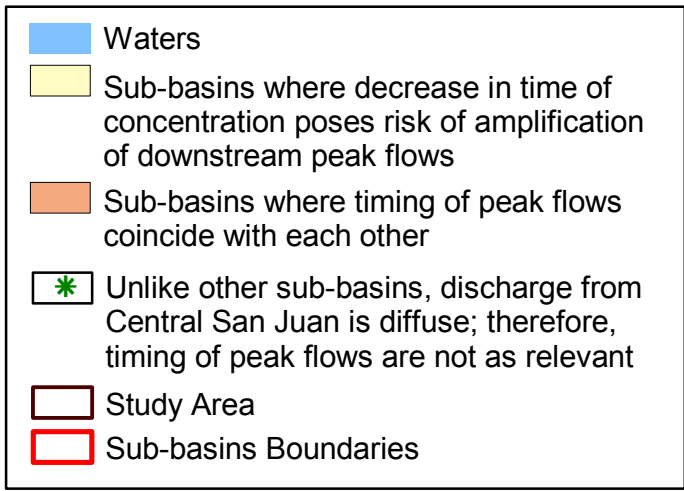 Waters
Sub-basins where decrease in time of
concentration poses risk of amplification
of downstream peak flows
Sub-basins where timing of peak flows
coincide with each other
Unlike other sub-basins, discharge from
Central San Juan is diffuse; therefore,
timing of peak flows are not as relevant
Study Area
Sub-basins Boundaries